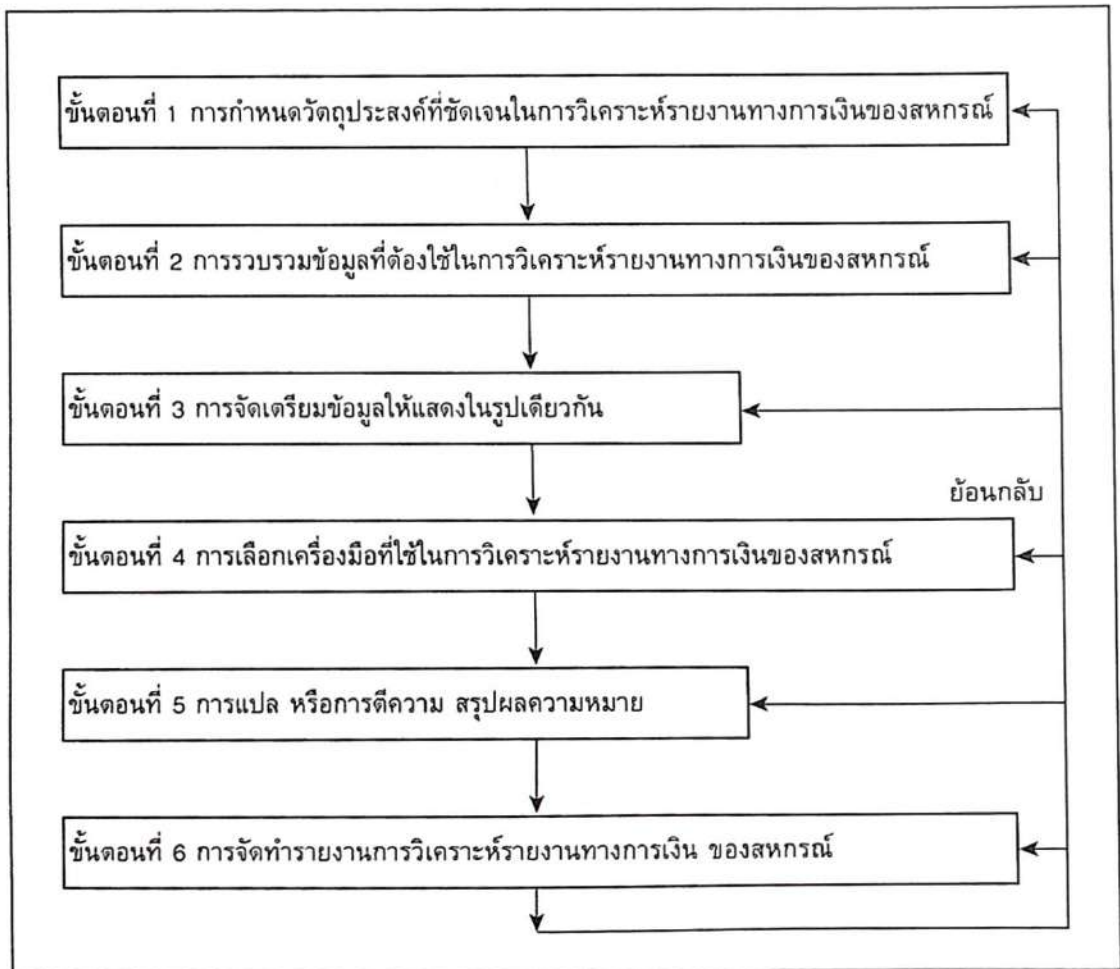 ขั้นตอนที่ 1 การกำหนดวัตถุประสงค์ที่ชัดเจนในการวิเคราะห์รายงานทางการเงินของสหกรณ์
ขั้นตอนที่ 2 การรวบรวมข้อมูลที่ต้องใช้ในการวิเคราะห์รายงานทางการเงินของสหกรณ์
ขั้นตอนที่ 3 การจัดเตรียมข้อมูลให้แสดงในรูปเดียวกัน
ย้อนกลับ
ขั้นตอนที่ 4 การเลือกเครื่องมือที่ใช้ในการวิเคราะห์รายงานทางการเงินของสหกรณ์
ขั้นตอนที่ 5 การแปล หรือการตีความ สรุปผลความหมาย
ขั้นตอนที่ 6 การจัดทำรายงานการวิเคราะห์รายงานทางการเงิน ของสหกรณ์